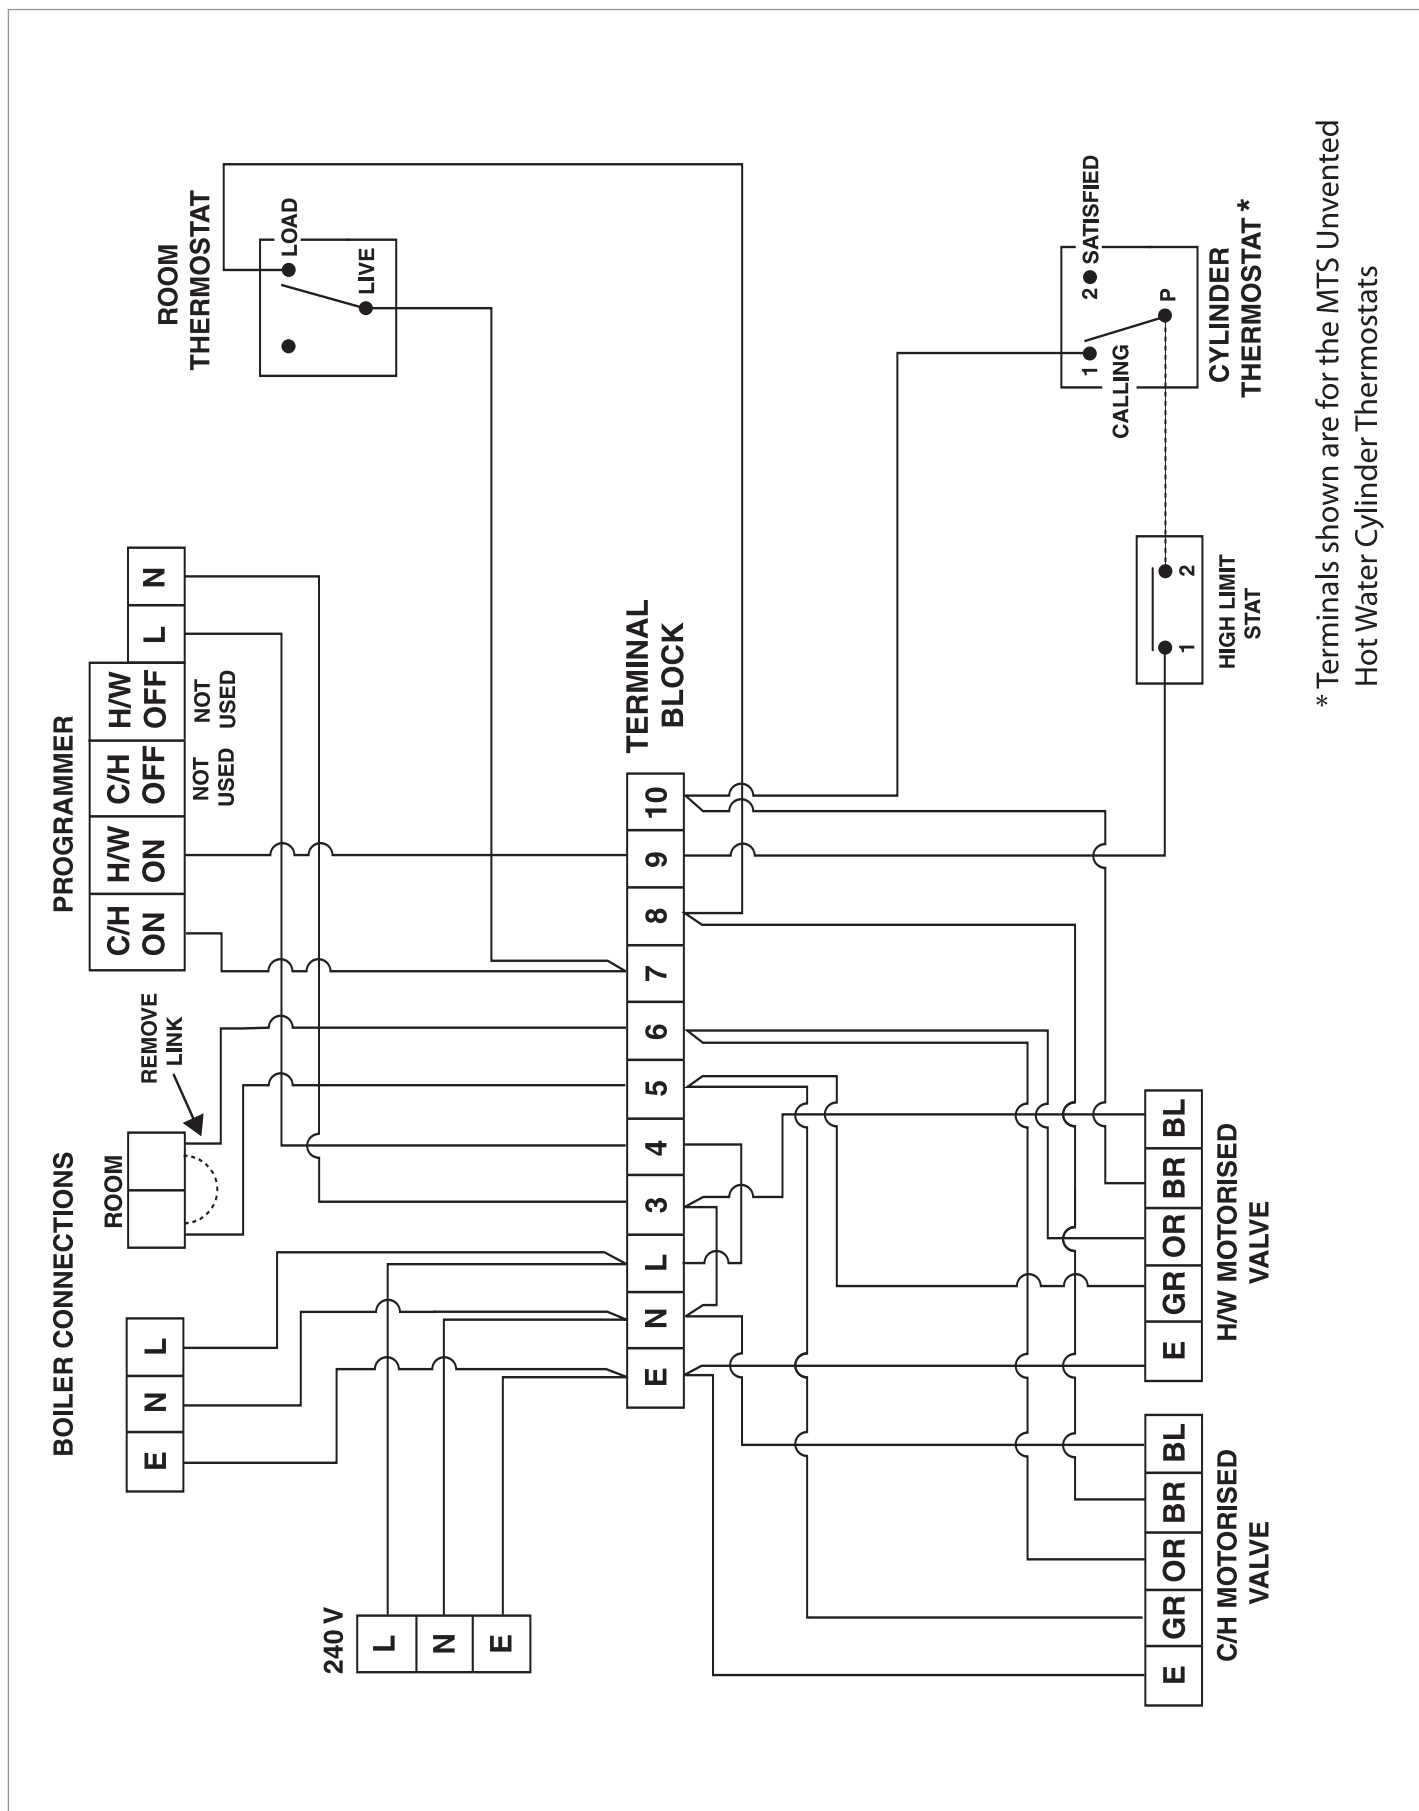 BOILER CONNECTIONS
E
N
L
ROOM
REMOVE
LINK
PROGRAMMER
C/H
ON
H/W
ON
C/H
OFF
H/W
OFF
L
N
NOT
USED
NOT
USED
ROOM
THERMOSTAT
LOAD
LIVE
240 V
L
N
E
E
N
L
3
4
5
6
7
8
9
10
TERMINAL
BLOCK
E
GR
OR
BR
BL
C/H MOTORISED
VALVE
E
GR
OR
BR
BL
H/W MOTORISED
VALVE
1
2
HIGH LIMIT
STAT
1
CALLING
2
SATISFIED
P
CYLINDER
THERMOSTAT *
* Terminals shown are for the MTS Unvented
Hot Water Cylinder Thermostats